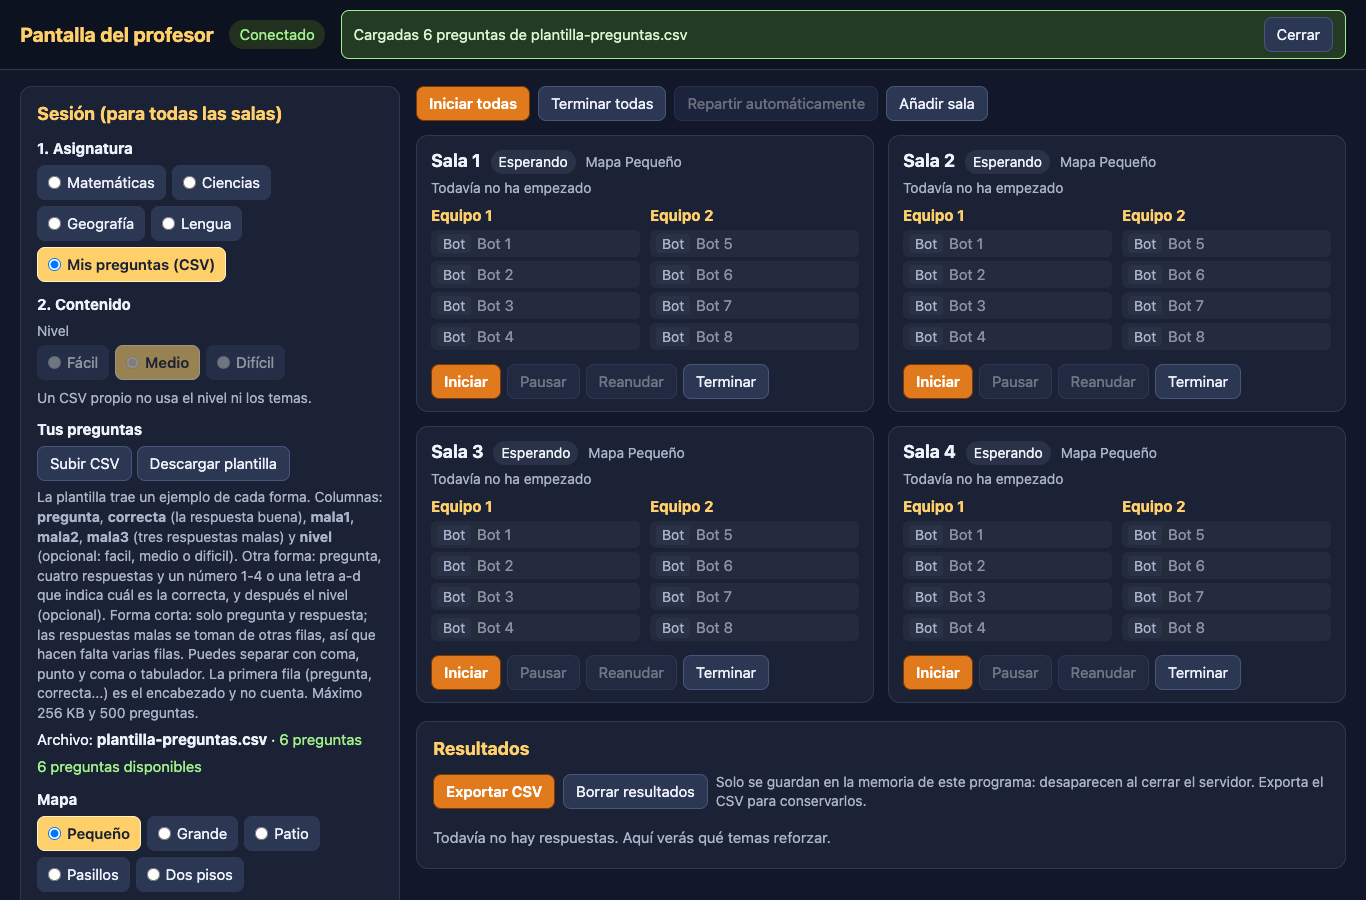 Pantalla del profesor
Conectado
Cargadas 6 preguntas de plantilla-preguntas.csv
Cerrar
Sesión (para todas las salas)
1. Asignatura
Matemáticas
Ciencias
Geografía
Lengua
Mis preguntas (CSV)
2. Contenido
Nivel
Fácil
Medio
Difícil
Un CSV propio no usa el nivel ni los temas.
Tus preguntas
Subir CSV
Descargar plantilla
La plantilla trae un ejemplo de cada forma. Columnas:
pregunta, correcta (la respuesta buena), mala1,
mala2, mala3 (tres respuestas malas) y nivel
(opcional: facil, medio o dificil). Otra forma: pregunta,
cuatro respuestas y un número 1-4 o una letra a-d
que indica cuál es la correcta, y después el nivel
(opcional). Forma corta: solo pregunta y respuesta;
las respuestas malas se toman de otras filas, así que
hacen falta varias filas. Puedes separar con coma,
punto y coma o tabulador. La primera fila (pregunta,
correcta...) es el encabezado y no cuenta. Máximo
256 KB y 500 preguntas.
Archivo: plantilla-preguntas.csv · 6 preguntas
6 preguntas disponibles
Mapa
Pequeño
Grande
Patio
Pasillos
Dos pisos
Iniciar todas
Terminar todas
Repartir automáticamente
Añadir sala
Sala 1 Esperando Mapa Pequeño
Todavía no ha empezado
Equipo 1
Bot Bot 1
Bot Bot 2
Bot Bot 3
Bot Bot 4
Equipo 2
Bot Bot 5
Bot Bot 6
Bot Bot 7
Bot Bot 8
Iniciar
Pausar
Reanudar
Terminar
Sala 2 Esperando Mapa Pequeño
Todavía no ha empezado
Equipo 1
Bot Bot 1
Bot Bot 2
Bot Bot 3
Bot Bot 4
Equipo 2
Bot Bot 5
Bot Bot 6
Bot Bot 7
Bot Bot 8
Iniciar
Pausar
Reanudar
Terminar
Sala 3 Esperando Mapa Pequeño
Todavía no ha empezado
Equipo 1
Bot Bot 1
Bot Bot 2
Bot Bot 3
Bot Bot 4
Equipo 2
Bot Bot 5
Bot Bot 6
Bot Bot 7
Bot Bot 8
Iniciar
Pausar
Reanudar
Terminar
Sala 4 Esperando Mapa Pequeño
Todavía no ha empezado
Equipo 1
Bot Bot 1
Bot Bot 2
Bot Bot 3
Bot Bot 4
Equipo 2
Bot Bot 5
Bot Bot 6
Bot Bot 7
Bot Bot 8
Iniciar
Pausar
Reanudar
Terminar
Resultados
Exportar CSV
Borrar resultados
Solo se guardan en la memoria de este programa: desaparecen al cerrar el servidor. Exporta el
CSV para conservarlos.
Todavía no hay respuestas. Aquí verás qué temas reforzar.